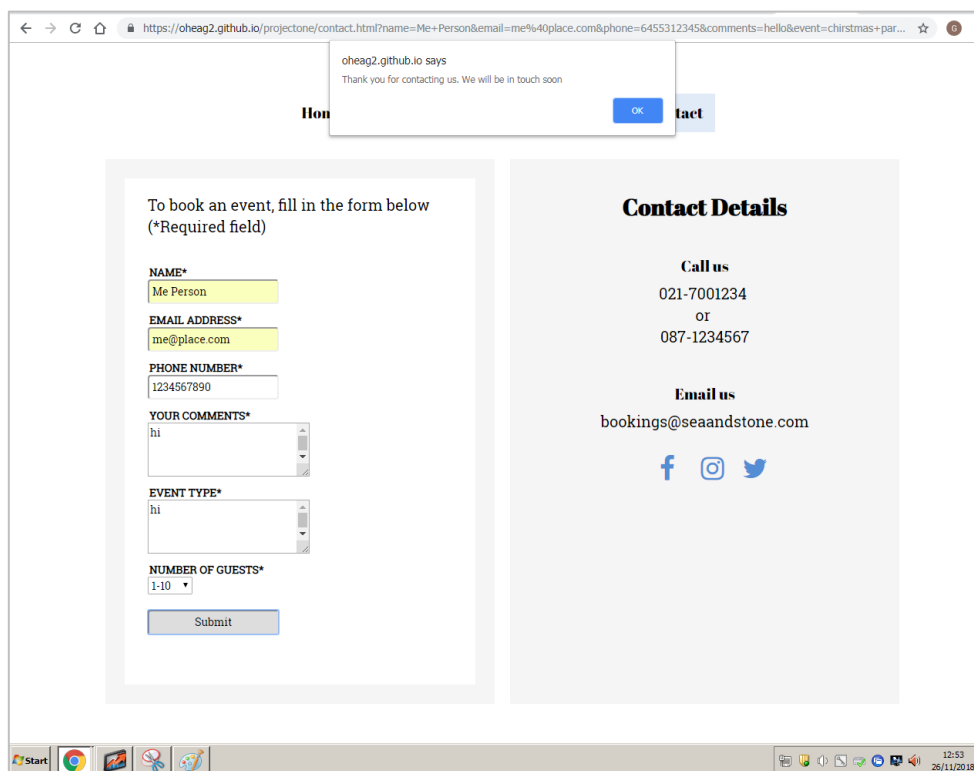 https://oheag2.github.io/projectone/contact.html?name=Me+Person&email=me%40place.com&phone=6455312345&comments=hello&event=chirstmas+par...
G
oheag2.github.io says
Thank you for contacting us. We will be in touch soon
OK
Hon
tact
To book an event, fill in the form below
(*Required field)
NAME*
Me Person
EMAIL ADDRESS*
me@place.com
PHONE NUMBER*
1234567890
YOUR COMMENTS*
hi
EVENT TYPE*
hi
NUMBER OF GUESTS*
1-10
Submit
Contact Details
Call us
021-7001234
or
087-1234567
Email us
bookings@seaandstone.com
Start
12:53
26/11/2018